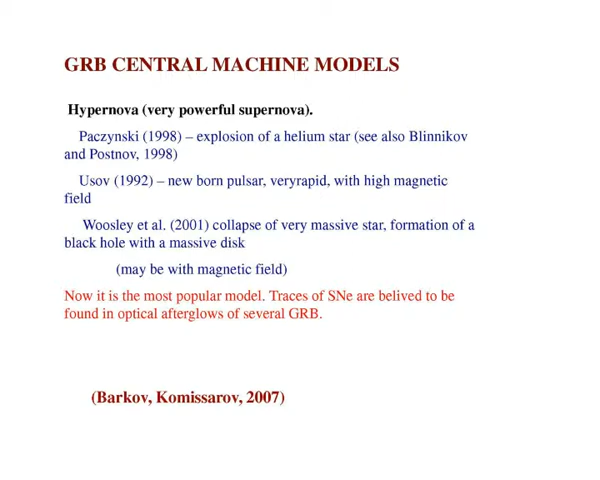 GRB CENTRAL MACHINE MODELS
Hypernova (very powerful supernova).
Paczynski (1998) – explosion of a helium star (see also Blinnikov
and Postnov, 1998)
Usov (1992) – new born pulsar, veryrapid, with high magnetic
field
Woosley et al. (2001) collapse of very massive star, formation of a
black hole with a massive disk
(may be with magnetic field)
Now it is the most popular model. Traces of SNe are belived to be
found in optical afterglows of several GRB.
(Barkov, Komissarov, 2007)